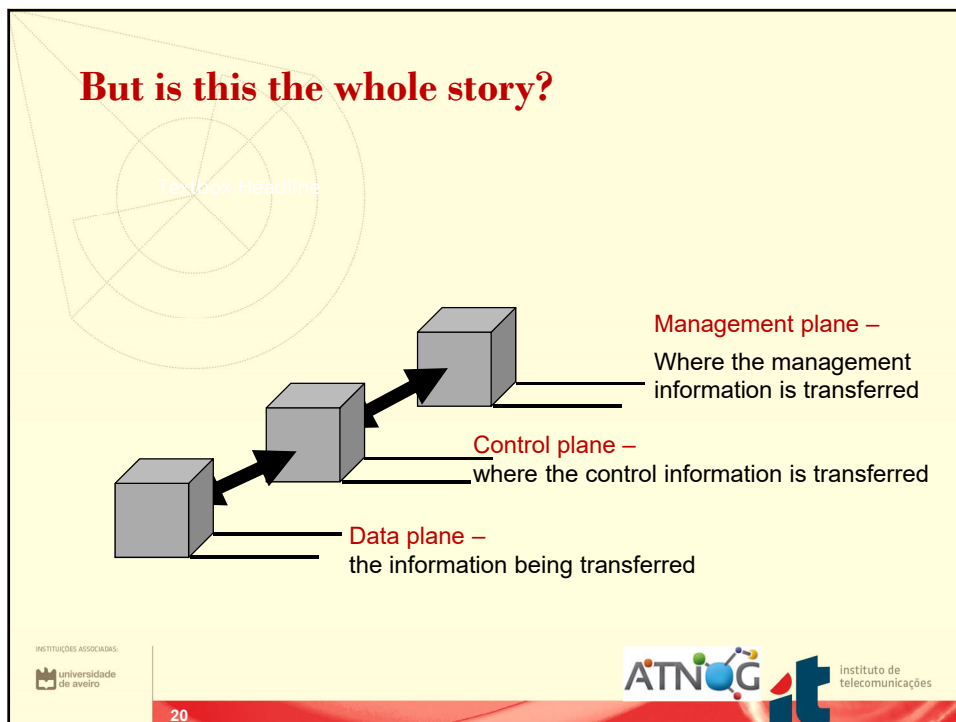 But is this the whole story?
Textbox Headline
Management plane –
Where the management
information is transferred
Control plane –
where the control information is transferred
Data plane –
the information being transferred
INSTITUIÇÕES ASSOCIADAS:
universidade
de aveiro
ATNOG
it
instituto de
telecomunicações
20